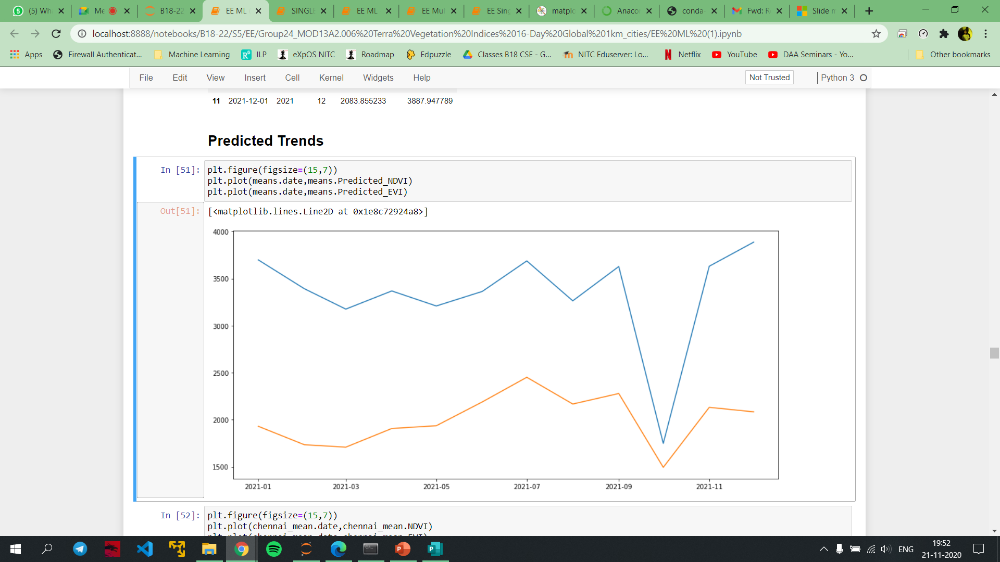 (5) Wh
Me
B18-22
EE ML
SINGLE
EE ML
EE Mul
EE Sing
matplo
Anacon
conda
Fwd: R
Slide m
localhost:8888/notebooks/B18-22/S5/EE/Group24_MOD13A2.006%20Terra%20Vegetation%20Indices%2016-Day%20Global%201km_cities/EE%20ML%20(1).ipynb
Apps
Firewall Authenticat...
Machine Learning
ILP
eXpOS NITC
Roadmap
Edpuzzle
Classes B18 CSE - G...
NITC Eduserver: Lo...
Netflix
YouTube
DAA Seminars - Yo...
Other bookmarks
File Edit View Insert Cell Kernel Widgets Help
Not Trusted
Python 3
11 2021-12-01 2021 12 2083.855233 3887.947789
Predicted Trends
In [51]:
plt.figure(figsize=(15,7))
plt.plot(means.date,means.Predicted_NDVI)
plt.plot(means.date,means.Predicted_EVI)
Out[51]:
[<matplotlib.lines.Line2D at 0x1e8c72924a8>]
4000
3500
3000
2500
2000
1500
2021-01 2021-03 2021-05 2021-07 2021-09 2021-11
In [52]:
plt.figure(figsize=(15,7))
plt.plot(chennai_mean.date,chennai_mean.NDVI)
plt.plot(chennai_mean.date,chennai_mean.EVI)
ENG
19:52
21-11-2020